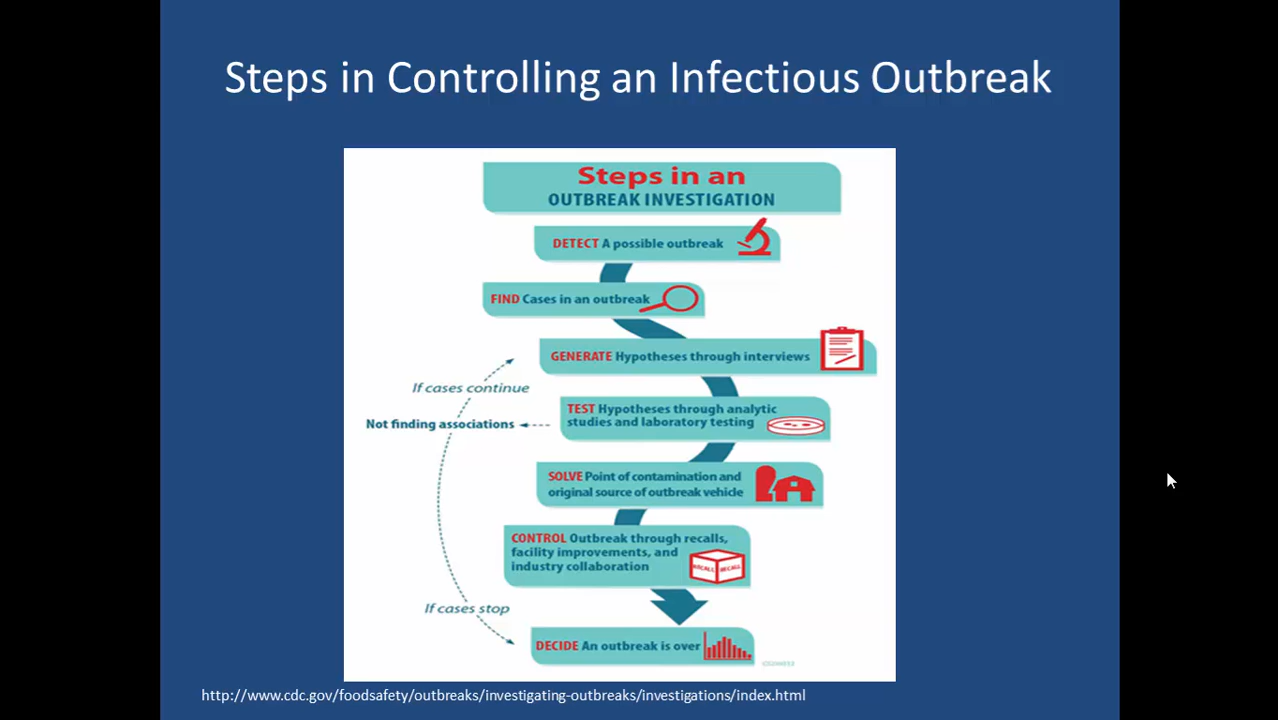 Steps in Controlling an Infectious Outbreak
Steps in an
OUTBREAK INVESTIGATION
DETECT A possible outbreak
FIND Cases in an outbreak
GENERATE Hypotheses through interviews
If cases continue
TEST Hypotheses through analytic
studies and laboratory testing
Not finding associations
SOLVE Point of contamination and
original source of outbreak vehicle
CONTROL Outbreak through recalls,
facility improvements, and
industry collaboration
RECALL RECALL
If cases stop
DECIDE An outbreak is over
http://www.cdc.gov/foodsafety/outbreaks/investigating-outbreaks/investigations/index.html